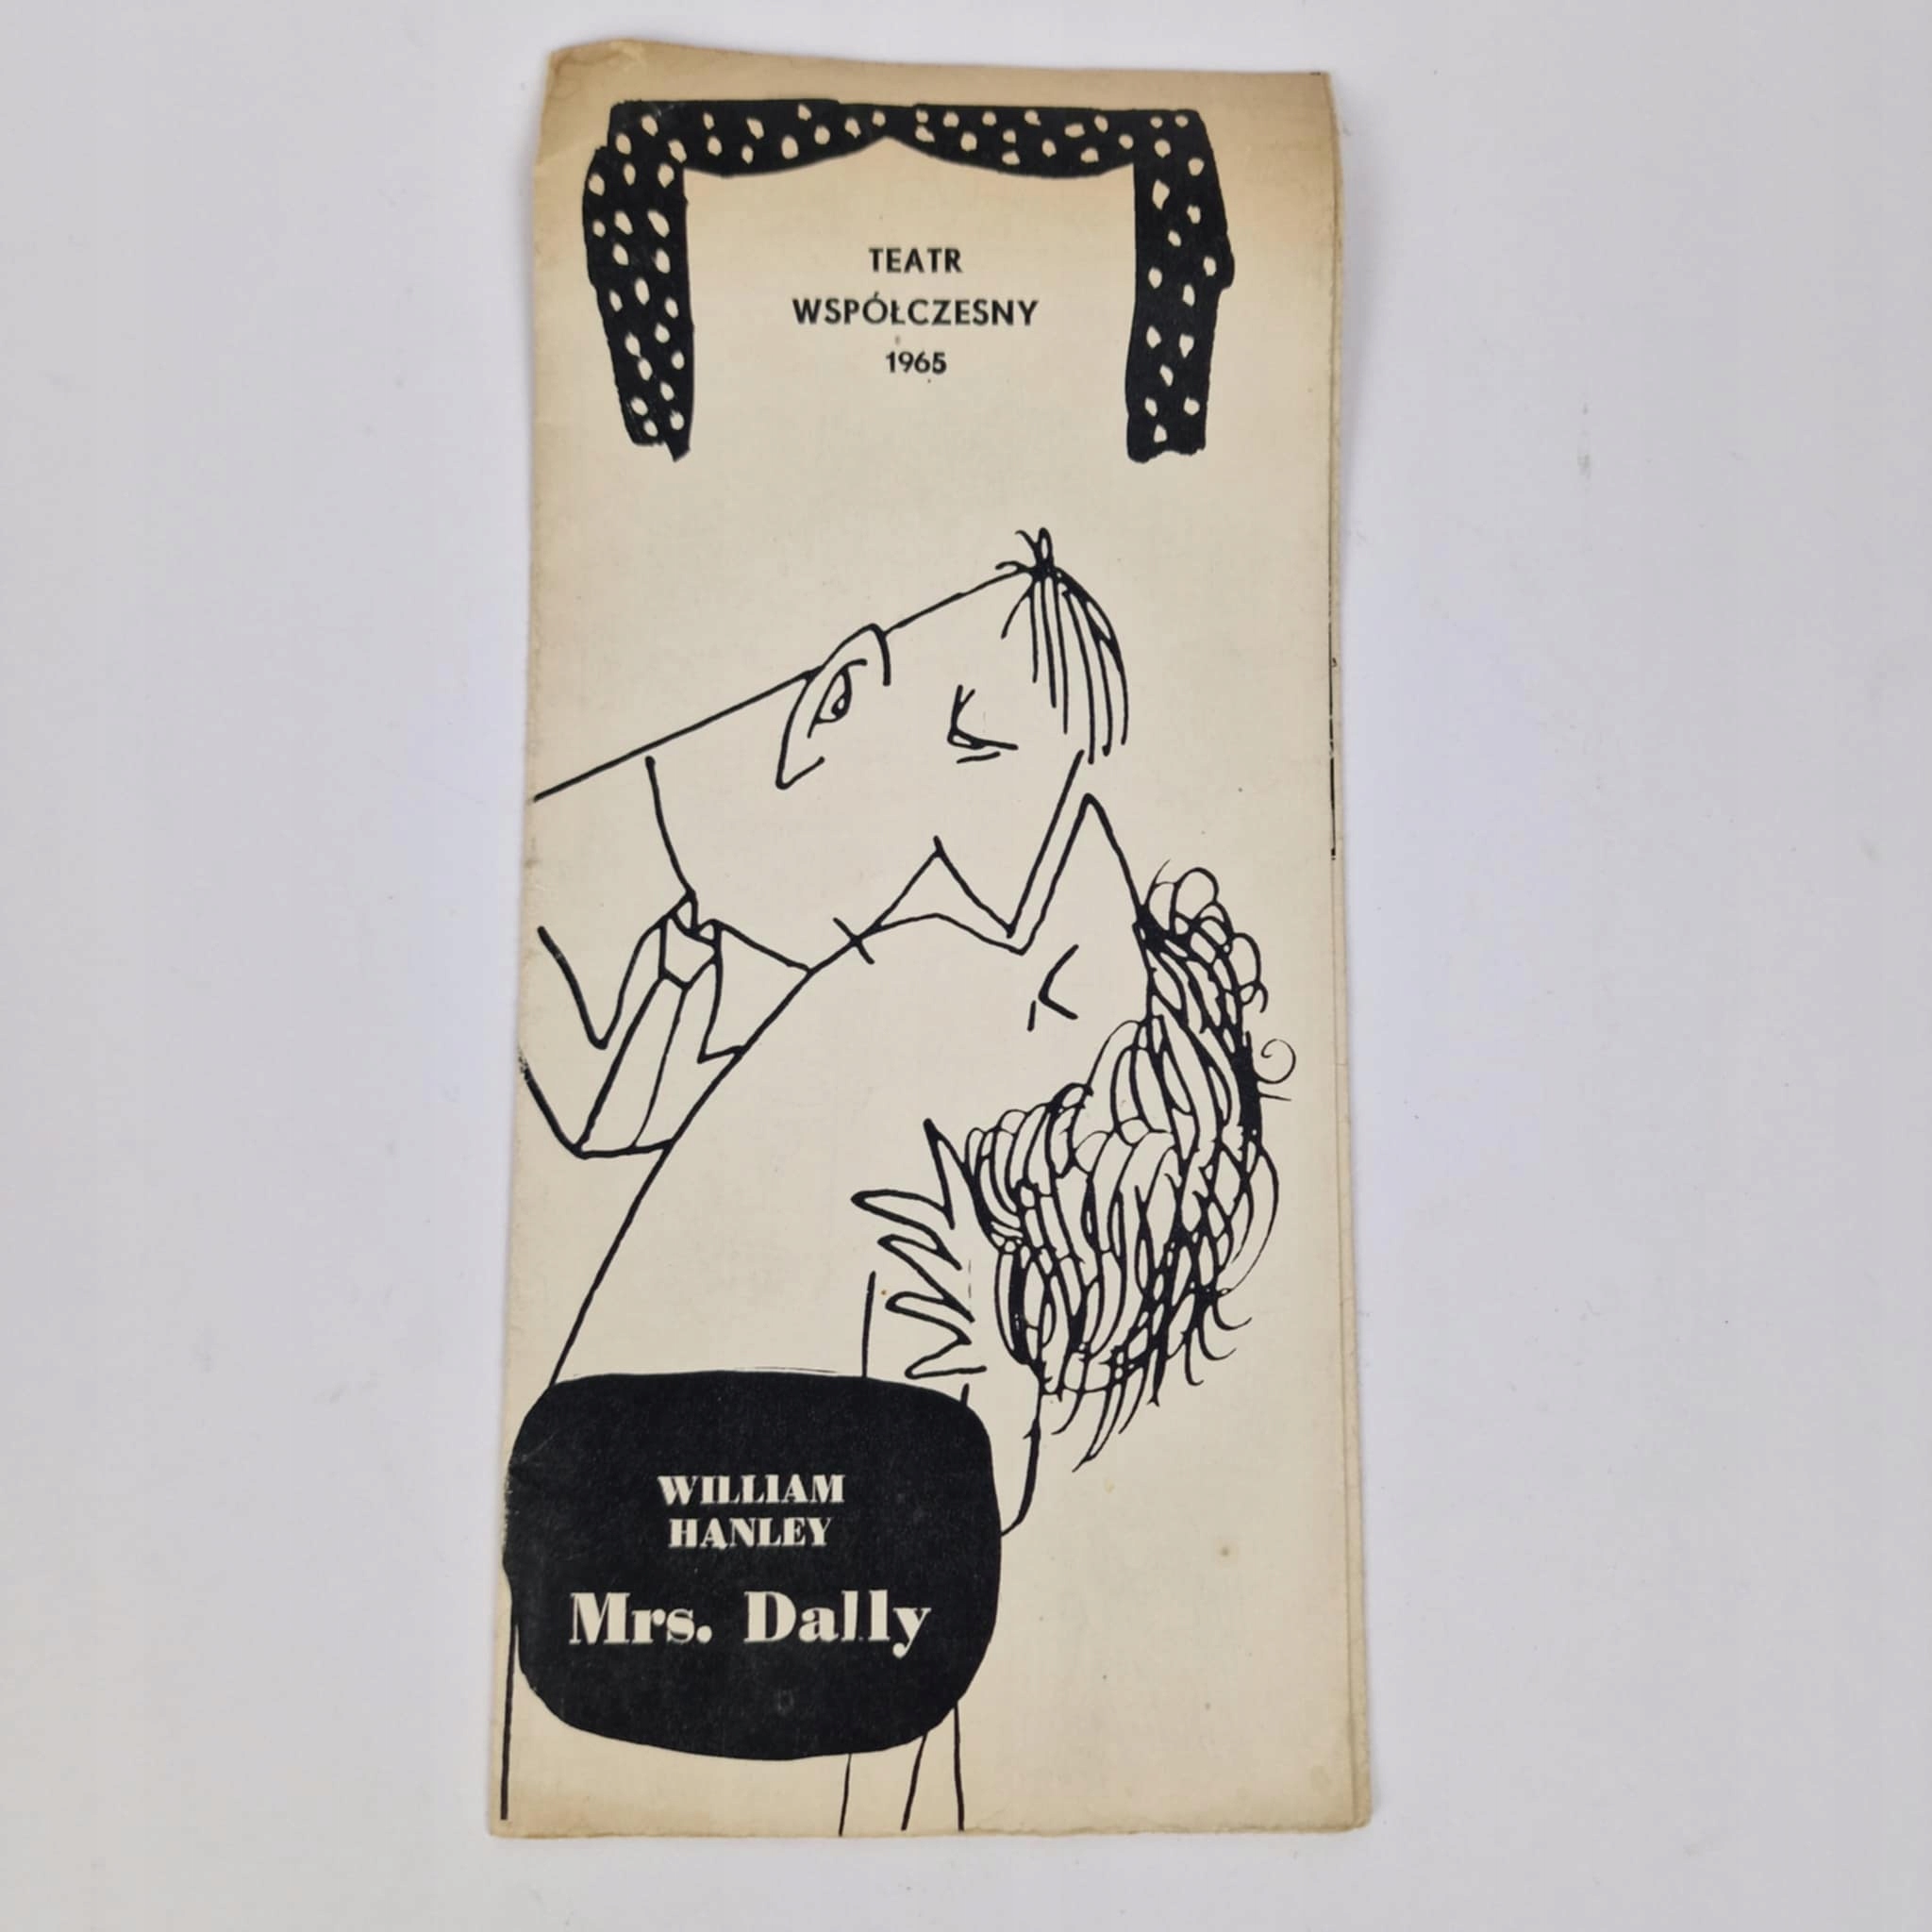 TEATR
WSPÓŁCZESNY
1965
WILLIAM
HANLEY
Mrs. Dally